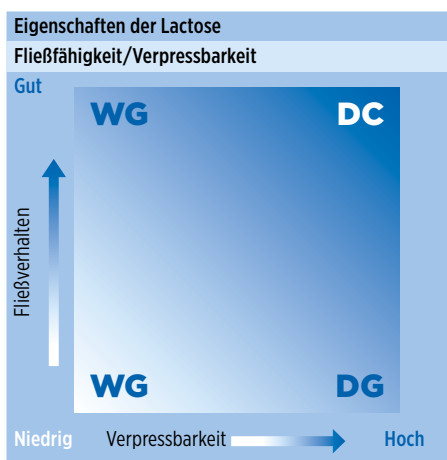 Eigenschaften der Lactose
Fließfähigkeit/Verpressbarkeit
Gut
WG DC
Fließverhalten
WG DG
Niedrig Verpressbarkeit Hoch